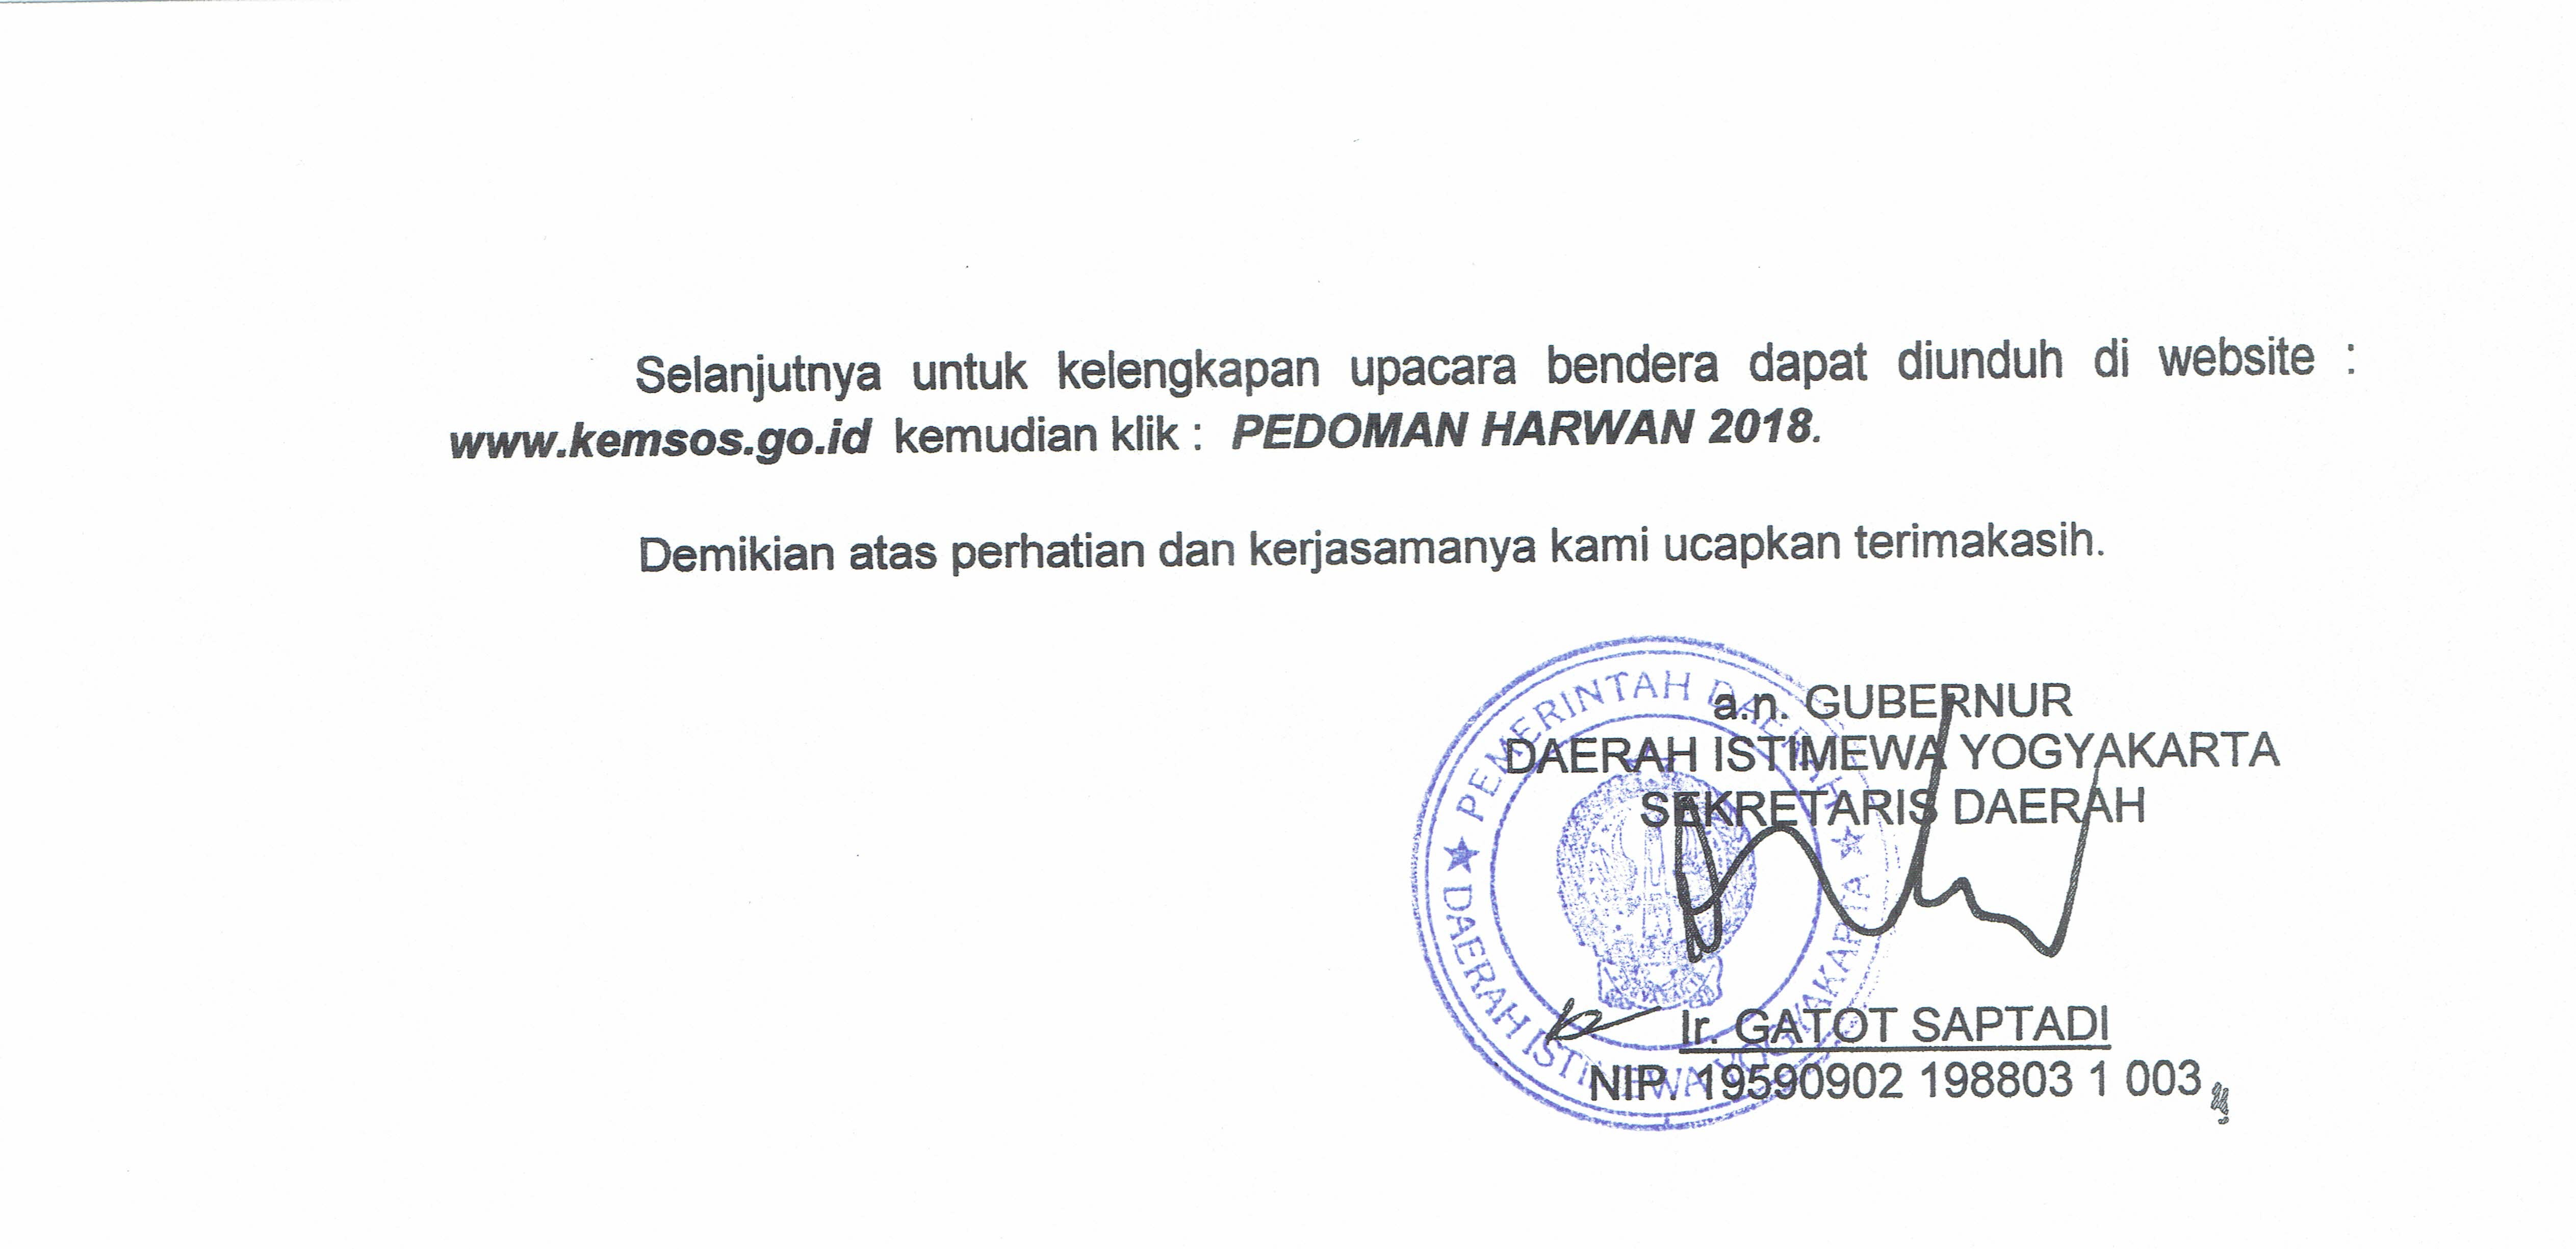 Selanjutnya untuk kelengkapan upacara bendera dapat diunduh di website :
www.kemsos.go.id kemudian klik : PEDOMAN HARWAN 2018.
Demikian atas perhatian dan kerjasamanya kami ucapkan terimakasih.
a.n. GUBERNUR
DAERAH ISTIMEWA YOGYAKARTA
SEKRETARIS DAERAH
PEMERINTAH DAERAH
DAERAH ISTIMEWA YOGYAKARTA
Ir. GATOT SAPTADI
NIP. 19590902 198803 1 003